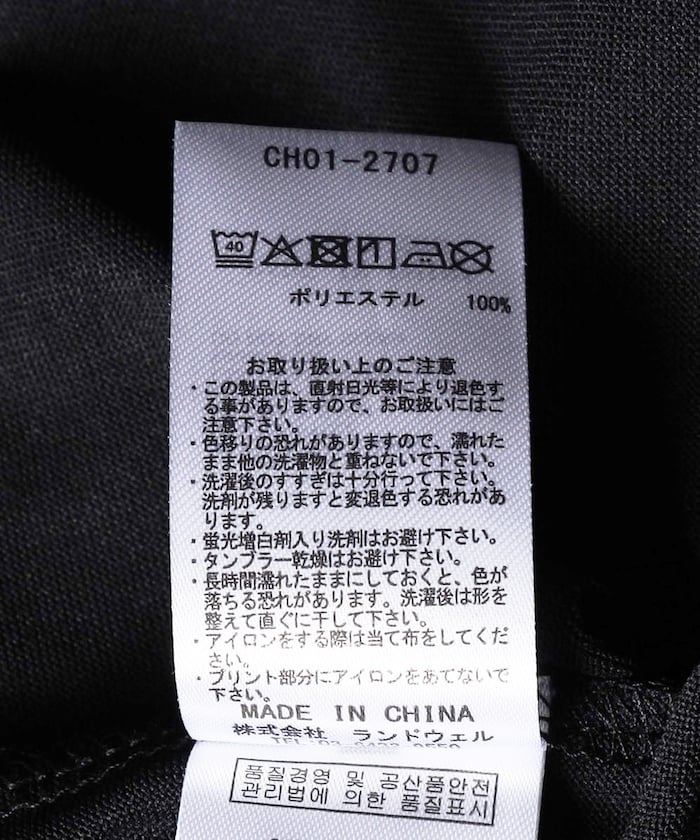 CH01-2707
40
ポリエステル 100%
お取り扱い上のご注意
・この製品は、直射日光等により退色す
る事がありますので、お取扱いにはご
注意下さい。
・色移りの恐れがありますので、濡れた
まま他の洗濯物と重ねないで下さい。
・洗濯後のすすぎは十分行って下さい。
洗剤が残りますと変退色する恐れがあ
ります。
・蛍光増白剤入り洗剤はお避け下さい。
・タンブラー乾燥はお避け下さい。
・長時間濡れたままにしておくと、色が
落ちる恐れがあります。洗濯後は形を
整えて直ぐに干して下さい。
・アイロンをする際は当て布をしてくだ
さい。
・プリント部分にアイロンをあてないで
下さい。
MADE IN CHINA
株式会社 ランドウェル
품질경영 및 공산품안전
관리법에 의한 품질표시